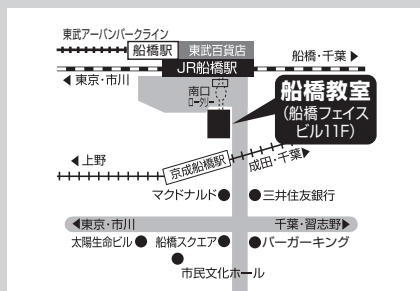 東武アーバンパークライン
船橋駅
東武百貨店
船橋・千葉▶
JR船橋駅
◀東京・市川
南口
ロータリー
船橋教室
(船橋フェイス
ビル11F)
◀上野
京成船橋駅
成田・千葉▶
マクドナルド
三井住友銀行
◀東京・市川
千葉・習志野▶
太陽生命ビル
船橋スクエア
バーガーキング
市民文化ホール